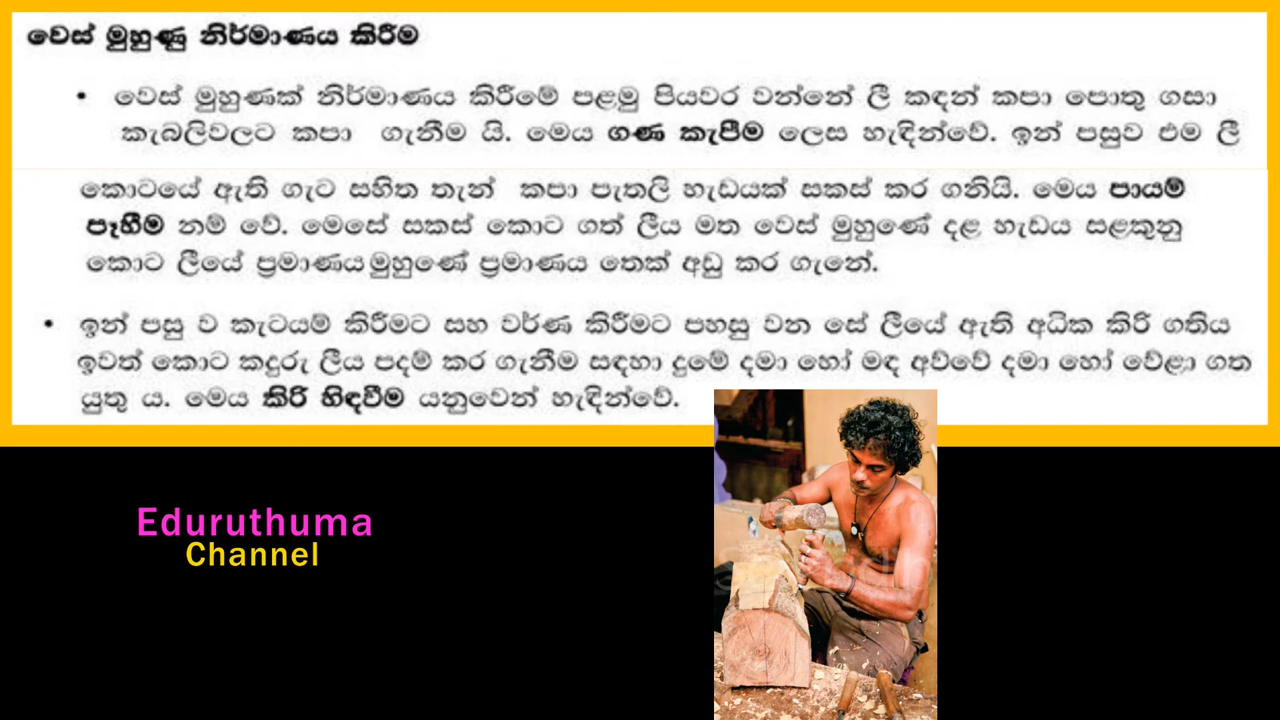 වෙස් මුහුණු නිර්මාණය කිරීම
• වෙස් මුහුණක් නිර්මාණය කිරීමේ පළමු පියවර වන්නේ ලී කඳන් කපා පොතු ගසා
කැබලිවලට කපා ගැනීම යි. මෙය ගණ කැපීම ලෙස හැඳින්වේ. ඉන් පසුව එම ලී
කොටයේ ඇති ගැට සහිත තැන් කපා පැතලි හැඩයක් සකස් කර ගනියි. මෙය පායම්
පෑහීම නම් වේ. මෙසේ සකස් කොට ගත් ලීය මත වෙස් මුහුණේ දළ හැඩය සළකුනු
කොට ලීයේ ප්‍රමාණය මුහුණේ ප්‍රමාණය තෙක් අඩු කර ගැනේ.
• ඉන් පසු ව කැටයම් කිරීමට සහ වර්ණ කිරීමට පහසු වන සේ ලීයේ ඇති අධික කිරි ගතිය
ඉවත් කොට කදුරු ලීය පදම් කර ගැනීම සඳහා දුමේ දමා හෝ මඳ අව්වේ දමා හෝ වේළා ගත
යුතු ය. මෙය කිරි හිඳවීම යනුවෙන් හැඳින්වේ.
Eduruthuma
Channel